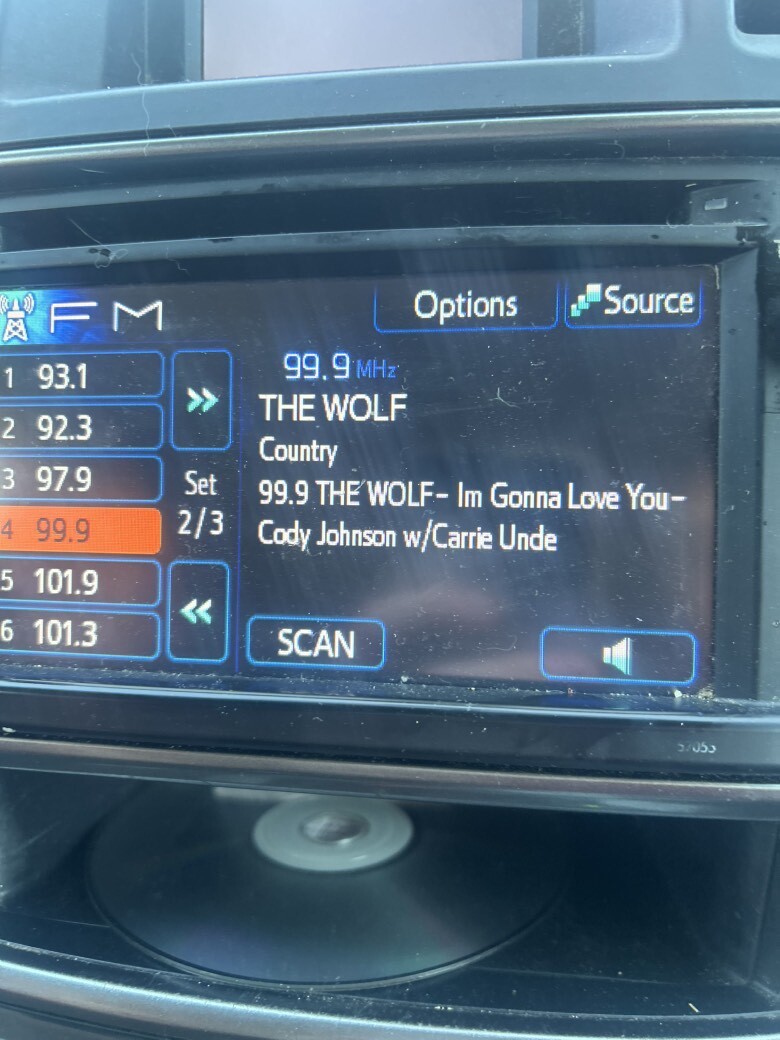 FM
Options
Source
1 93.1
2 92.3
3 97.9
4 99.9
5 101.9
6 101.3
Set
2/3
99.9 MHz
THE WOLF
Country
99.9 THE WOLF- Im Gonna Love You-
Cody Johnson w/Carrie Unde
SCAN
57055